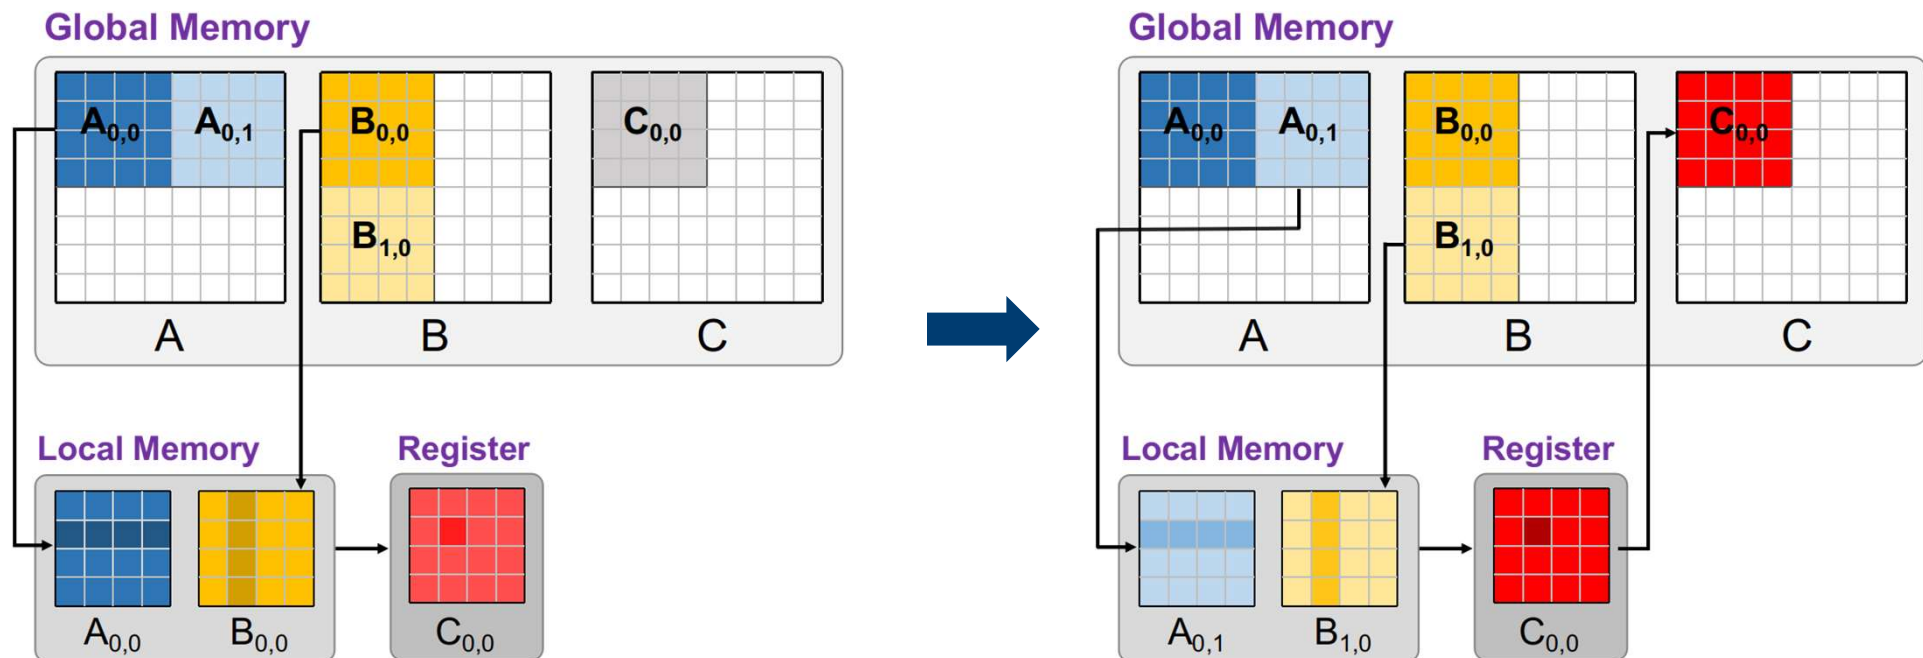 Global Memory
A0,0 A0,1 B0,0 C0,0
B1,0
A B C
Local Memory Register
A0,0 B0,0 C0,0
Global Memory
A0,0 A0,1 B0,0 C0,0
B1,0
A B C
Local Memory Register
A0,1 B1,0 C0,0